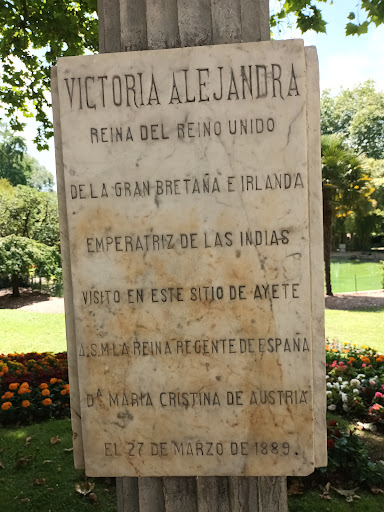 VICTORIA ALEJANDRA
REINA DEL REINO UNIDO
DE LA GRAN BRETAÑA E IRLANDA
EMPERATRIZ DE LAS INDIAS
VISITO EN ESTE SITIO DE AYETE
A.S.M. LA REINA REGENTE DE ESPAÑA
Dª MARIA CRISTINA DE AUSTRIA
EL 27 DE MARZO DE 1889.